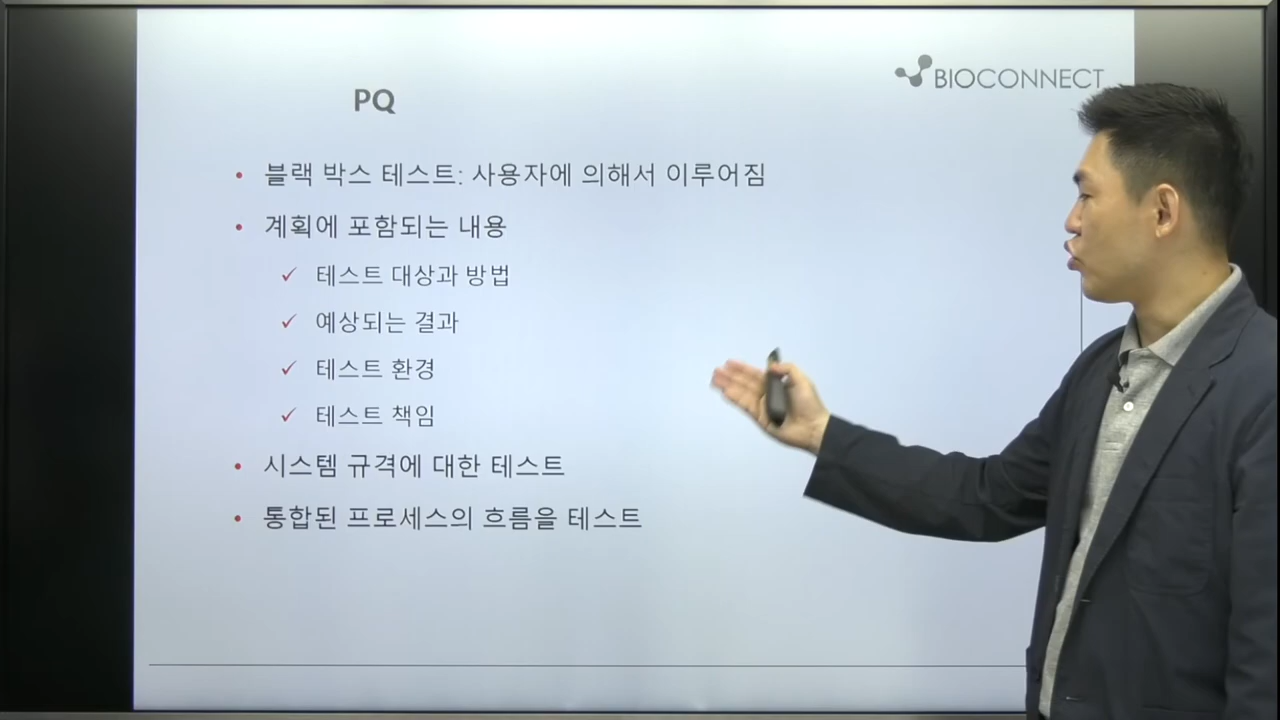 BIOCONNECT
PQ
• 블랙 박스 테스트: 사용자에 의해서 이루어짐
• 계획에 포함되는 내용
✓ 테스트 대상과 방법
✓ 예상되는 결과
✓ 테스트 환경
✓ 테스트 책임
• 시스템 규격에 대한 테스트
• 통합된 프로세스의 흐름을 테스트